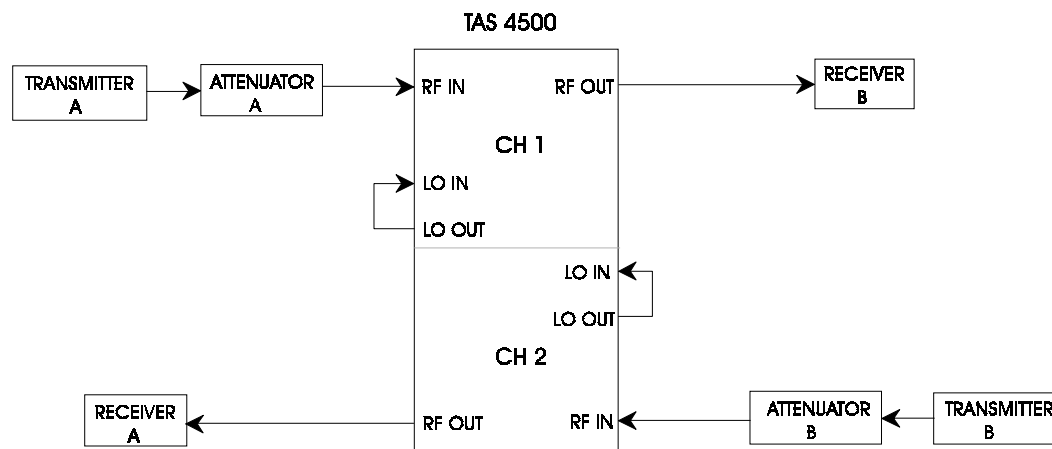 TAS 4500
TRANSMITTER
A
ATTENUATOR
A
RF IN
RF OUT
RECEIVER
B
CH 1
LO IN
LO OUT
LO IN
LO OUT
CH 2
RECEIVER
A
RF OUT
RF IN
ATTENUATOR
B
TRANSMITTER
B